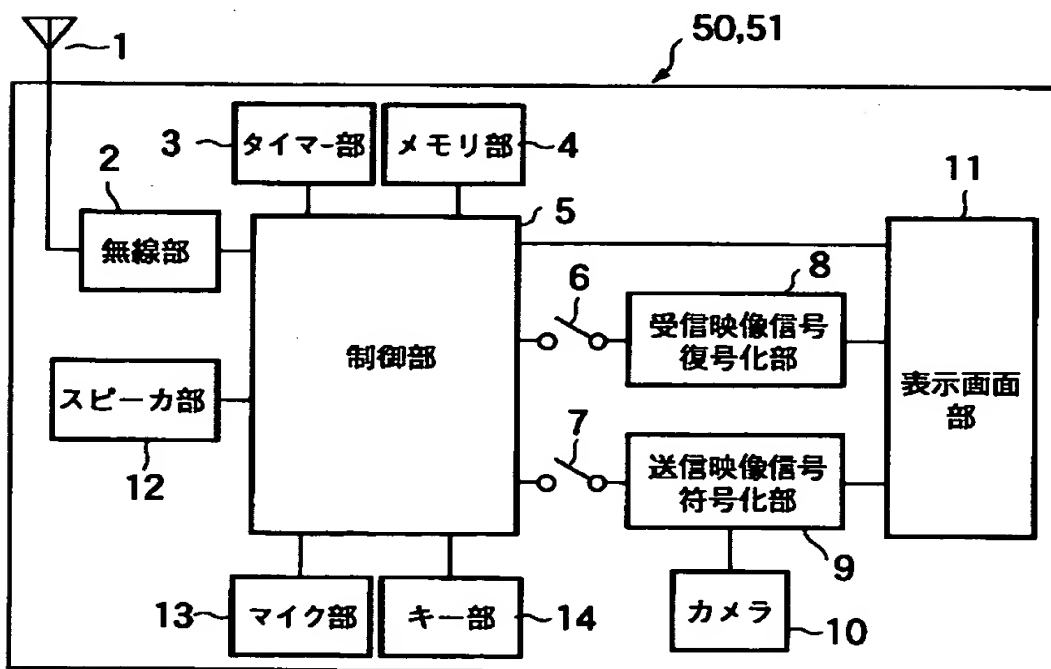 50,51
1
3
タイマー部
メモリ部
4
2
無線部
5
11
制御部
6
8
受信映像信号
復号化部
表示画面
部
スピーカ部
12
7
送信映像信号
符号化部
9
13
マイク部
キー部
14
カメラ
10